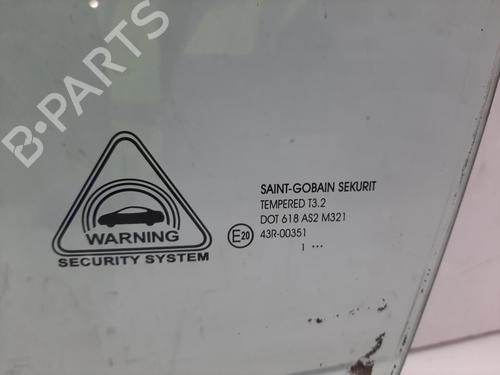 B-PARTS
WARNING
SECURITY SYSTEM
SAINT-GOBAIN SEKURIT
TEMPERED T3.2
DOT 618 AS2 M321
E20 43R-00351
1 •••